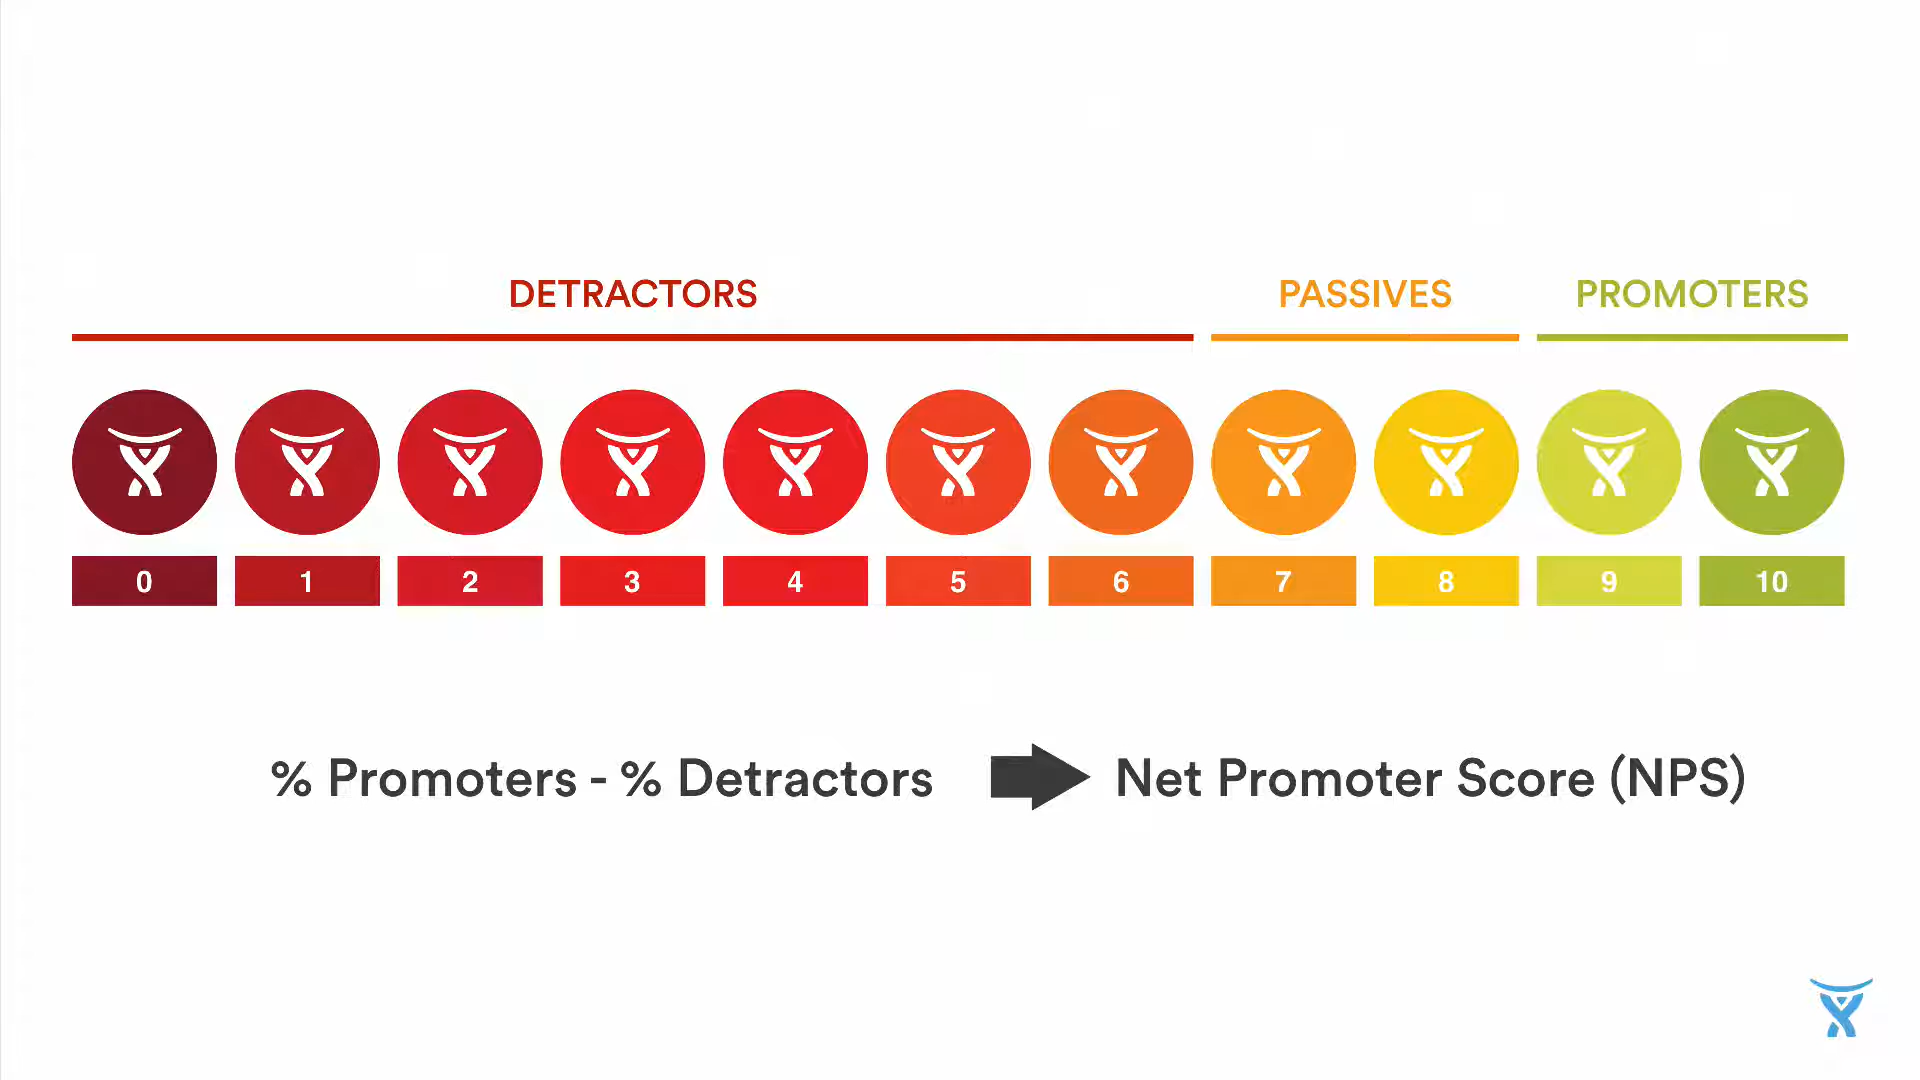 DETRACTORS PASSIVES PROMOTERS
0 1 2 3 4 5 6 7 8 9 10
% Promoters - % Detractors Net Promoter Score (NPS)